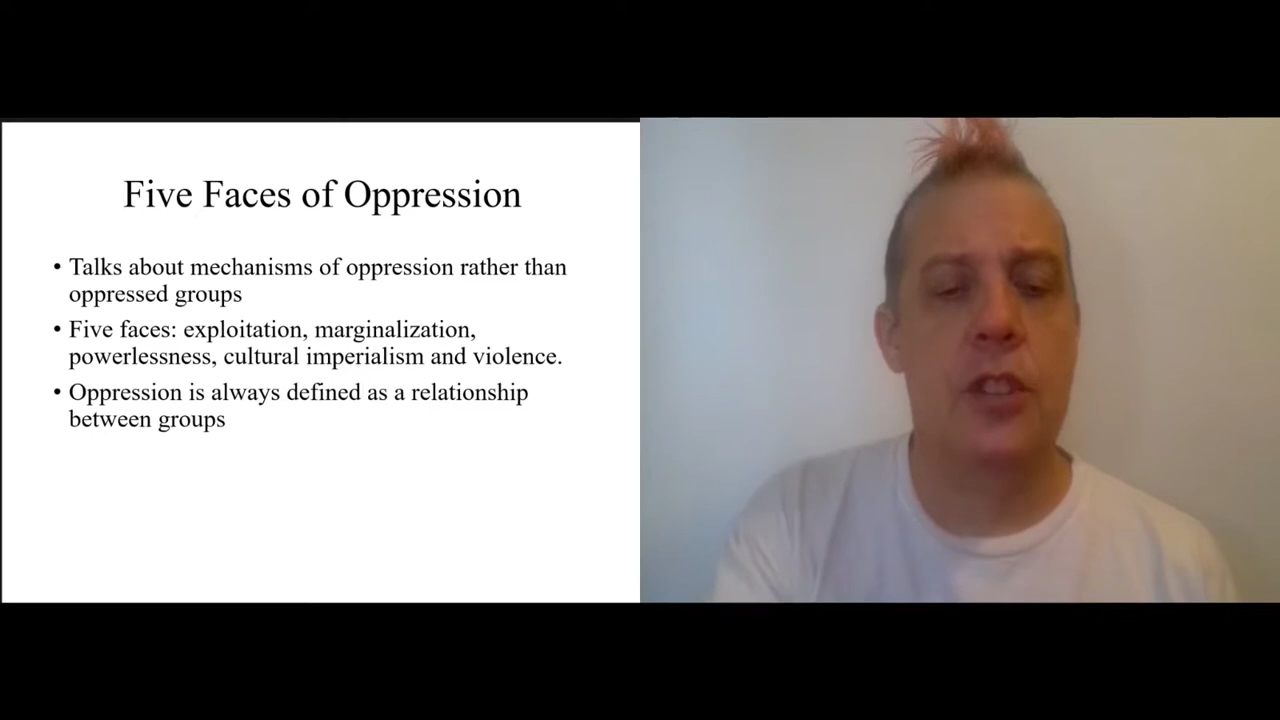 Five Faces of Oppression
• Talks about mechanisms of oppression rather than
oppressed groups
• Five faces: exploitation, marginalization,
powerlessness, cultural imperialism and violence.
• Oppression is always defined as a relationship
between groups